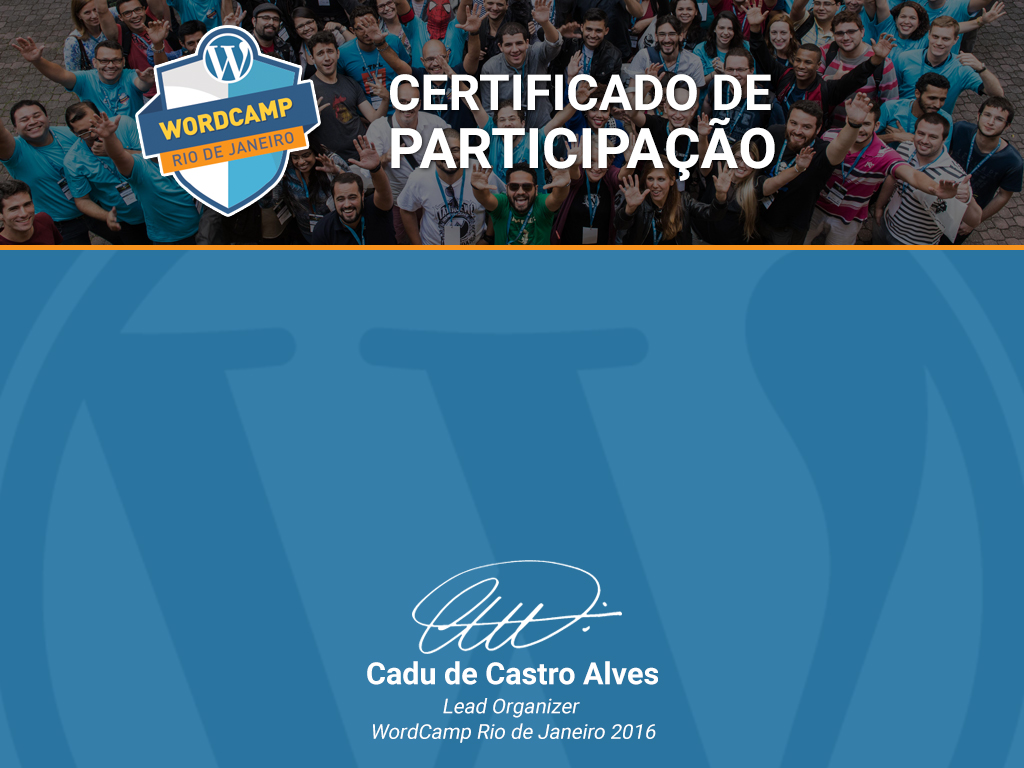 WORDCAMP
RIO DE JANEIRO
CERTIFICADO DE
PARTICIPAÇÃO
Cadu de Castro Alves
Lead Organizer
WordCamp Rio de Janeiro 2016